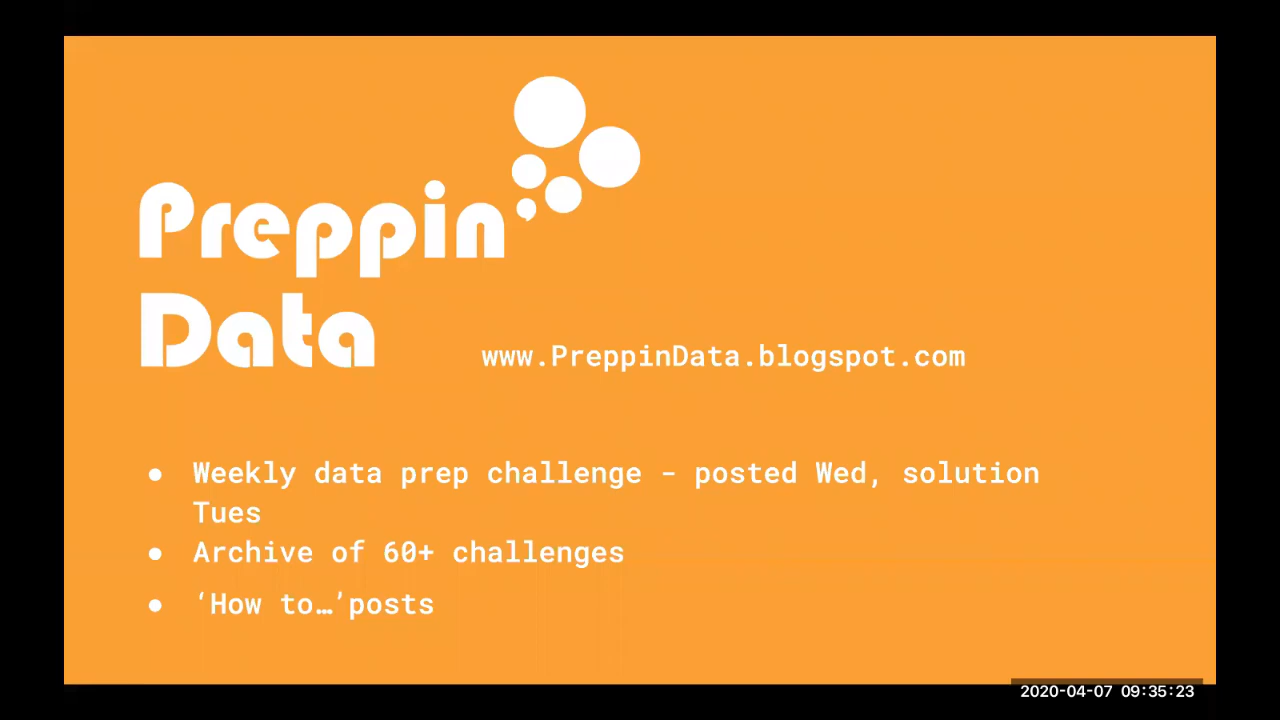 Preppin
Data
www.PreppinData.blogspot.com
● Weekly data prep challenge - posted Wed, solution
Tues
● Archive of 60+ challenges
● ‘How to…’posts
2020-04-07 09:35:23